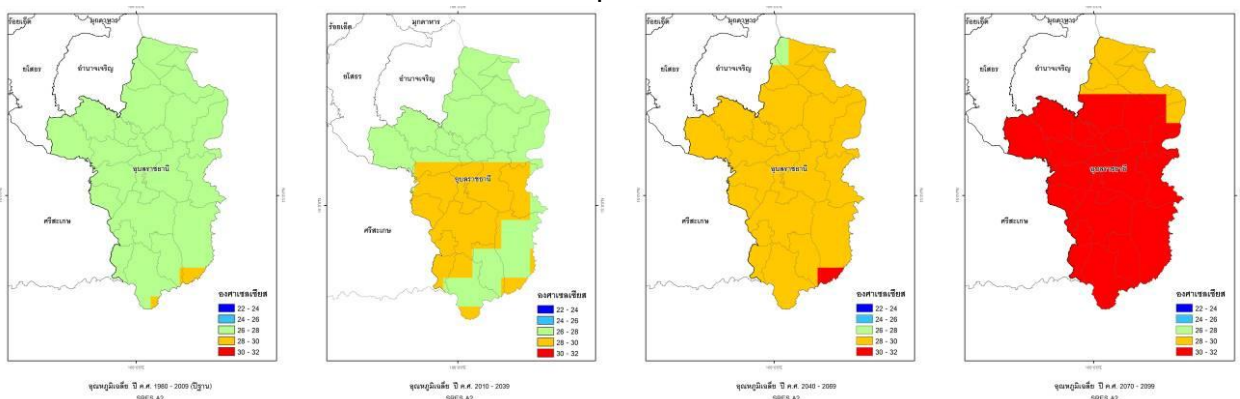 ร้อยเอ็ด
มุกดาหาร
ยโสธร
อำนาจเจริญ
อุบลราชธานี
ศรีสะเกษ
องศาเซลเซียส
22 - 24
24 - 26
26 - 28
28 - 30
30 - 32
อุณหภูมิเฉลี่ย ปี ค.ศ. 1980 - 2009 (ปีฐาน)
SRES A2
ร้อยเอ็ด
มุกดาหาร
ยโสธร
อำนาจเจริญ
อุบลราชธานี
ศรีสะเกษ
องศาเซลเซียส
22 - 24
24 - 26
26 - 28
28 - 30
30 - 32
อุณหภูมิเฉลี่ย ปี ค.ศ. 2010 - 2039
SRES A2
ร้อยเอ็ด
มุกดาหาร
ยโสธร
อำนาจเจริญ
อุบลราชธานี
ศรีสะเกษ
องศาเซลเซียส
22 - 24
24 - 26
26 - 28
28 - 30
30 - 32
อุณหภูมิเฉลี่ย ปี ค.ศ. 2040 - 2069
SRES A2
ร้อยเอ็ด
มุกดาหาร
ยโสธร
อำนาจเจริญ
อุบลราชธานี
ศรีสะเกษ
องศาเซลเซียส
22 - 24
24 - 26
26 - 28
28 - 30
30 - 32
อุณหภูมิเฉลี่ย ปี ค.ศ. 2070 - 2099
SRES A2